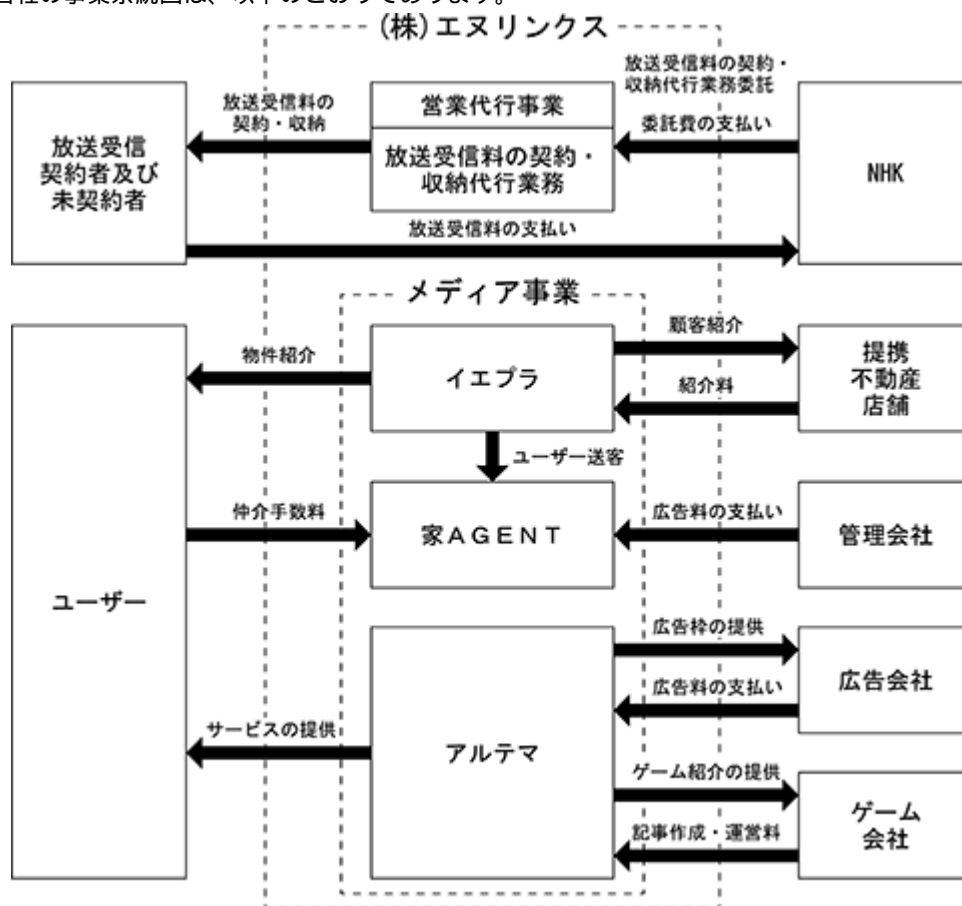 当社の事業系統図は、以下のとおりであります。
(株)エヌリンクス
放送受信料の契約・
収納代行業務委託
放送受信料の
契約・収納
営業代行事業
委託費の支払い
放送受信
契約者及び
未契約者
放送受信料の契約・
収納代行業務
NHK
放送受信料の支払い
メディア事業
顧客紹介
物件紹介
イエプラ
提携
不動産
店舗
紹介料
ユーザー送客
仲介手数料
家AGENT
広告料の支払い
管理会社
ユーザー
広告枠の提供
広告会社
広告料の支払い
サービスの提供
アルテマ
ゲーム紹介の提供
ゲーム
会社
記事作成・運営料